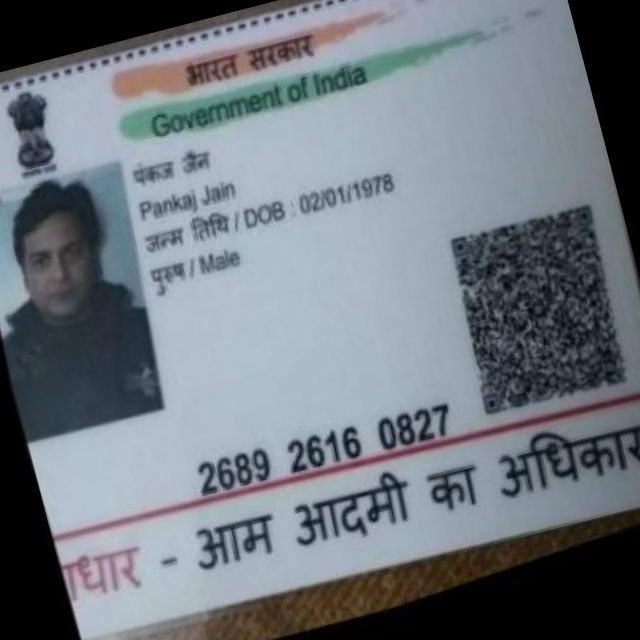 भारत सरकार
Government of India
पंकज जैन
Pankaj Jain
जन्म तिथि / DOB : 02/01/1978
पुरुष / Male
2689 2616 0827
ाधार - आम आदमी का अधिकार